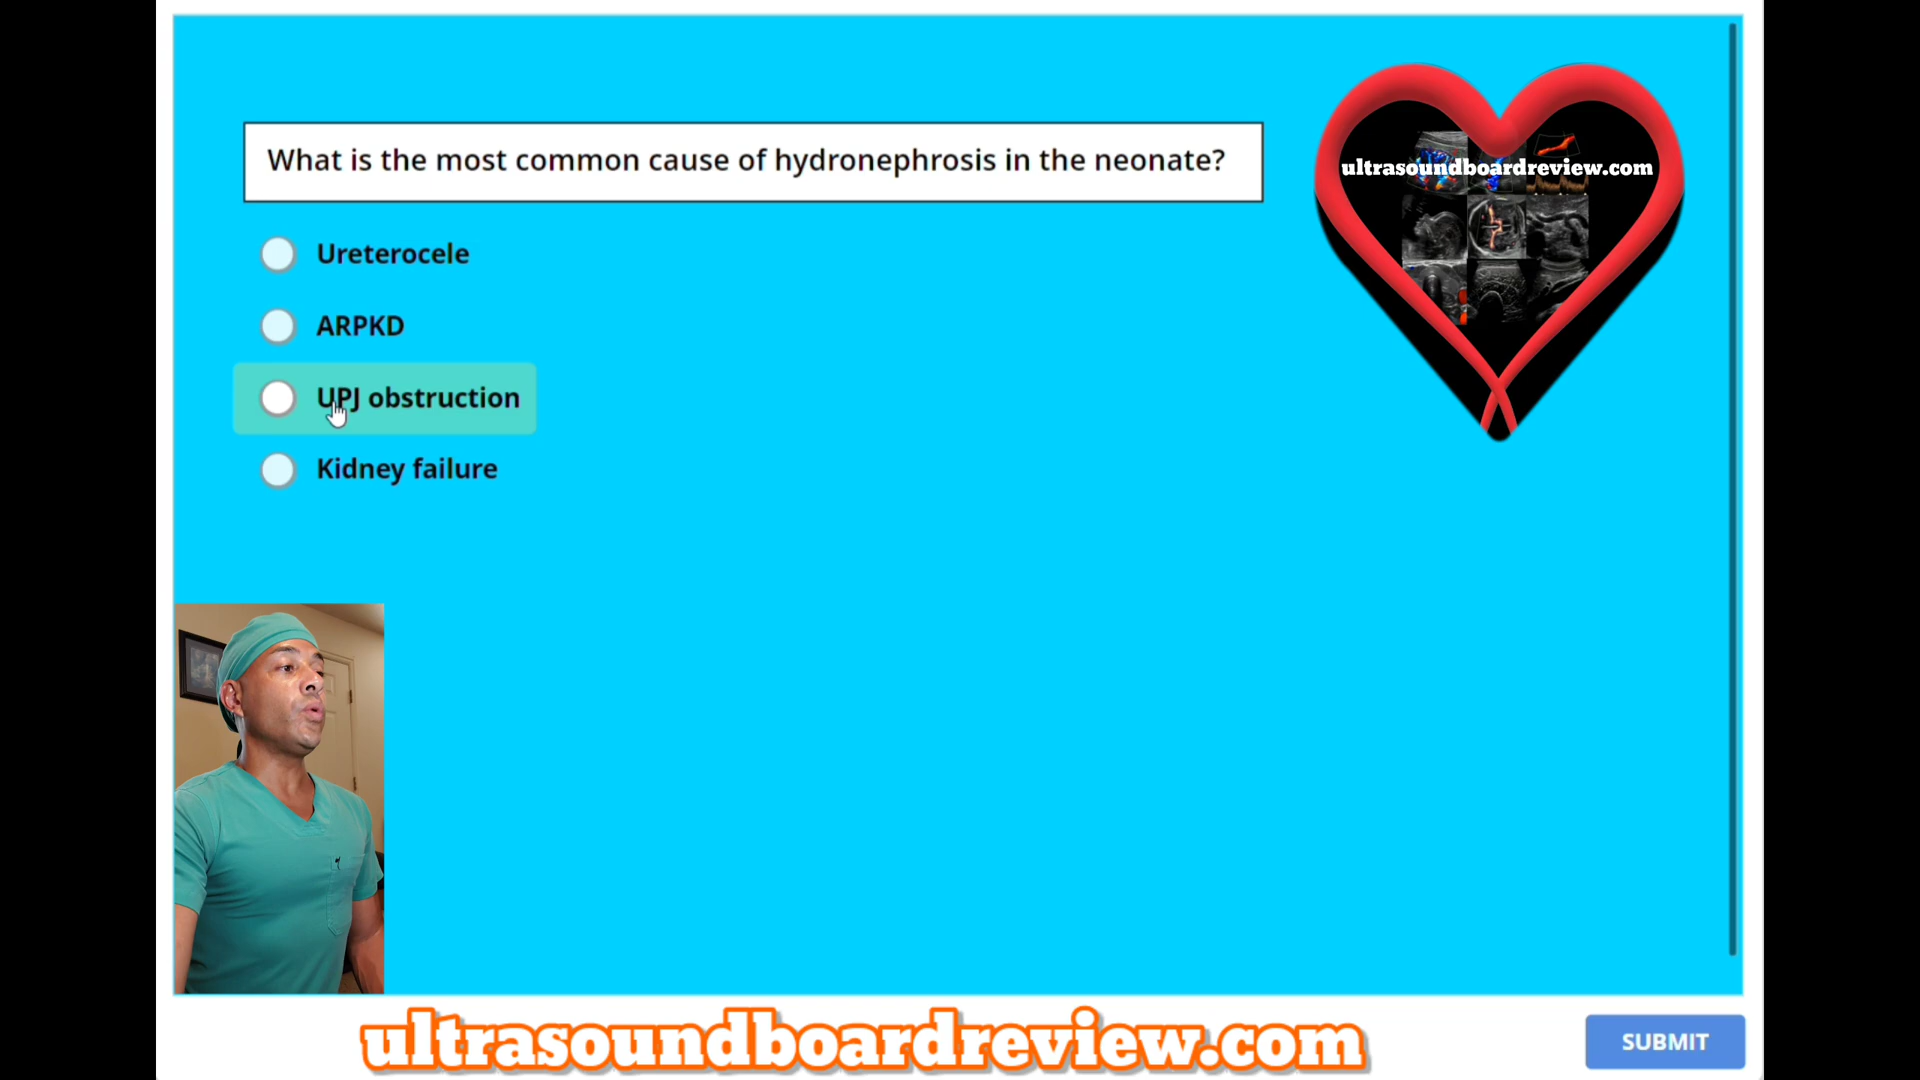 What is the most common cause of hydronephrosis in the neonate?
ultrasoundboardreview.com
Ureterocele
ARPKD
UPJ obstruction
Kidney failure
ultrasoundboardreview.com
SUBMIT